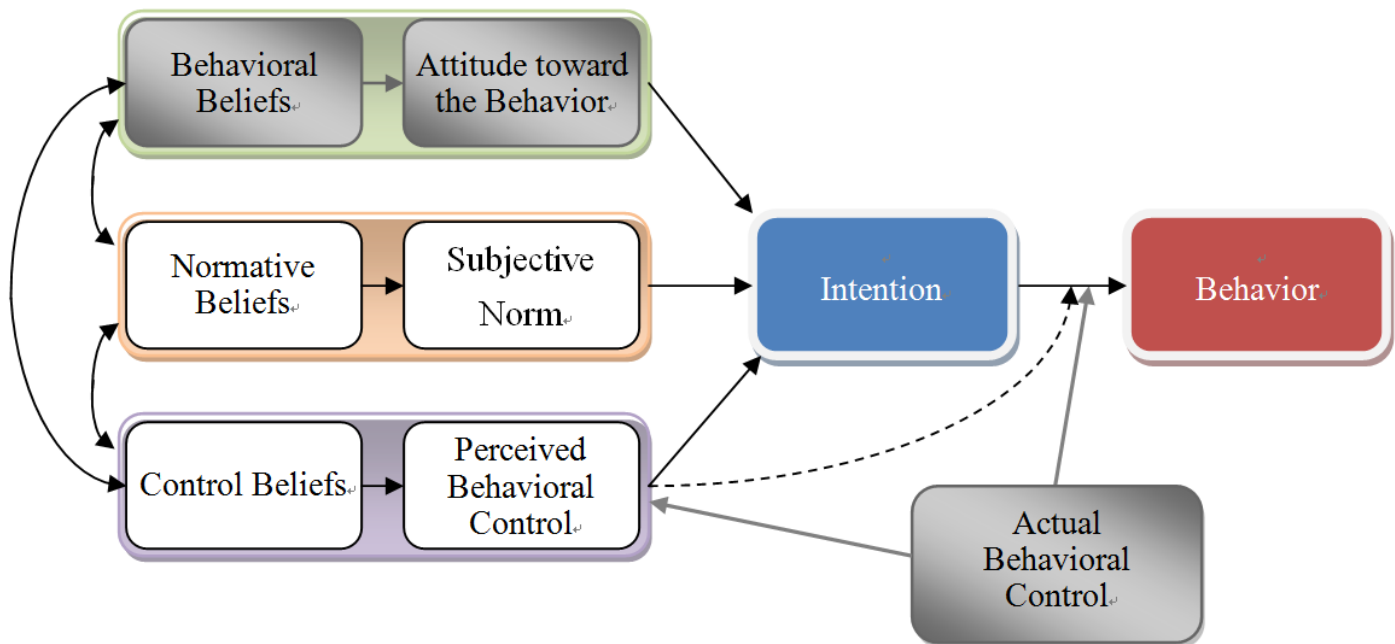 Behavioral
Beliefs
Attitude toward
the Behavior
Normative
Beliefs
Subjective
Norm
Intention
Behavior
Control Beliefs
Perceived
Behavioral
Control
Actual
Behavioral
Control